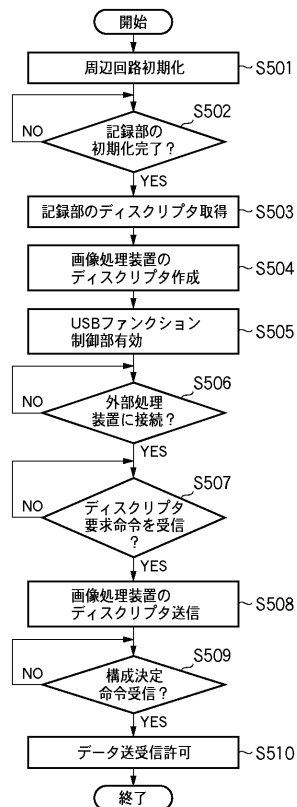 開始
周辺回路初期化
S501
S502
記録部の
初期化完了？
NO
YES
記録部のディスクリプタ取得
S503
画像処理装置の
ディスクリプタ作成
S504
USBファンクション
制御部有効
S505
S506
外部処理
装置に接続？
NO
YES
S507
ディスクリプタ
要求命令を受信
？
NO
YES
画像処理装置の
ディスクリプタ送信
S508
S509
構成決定
命令受信？
NO
YES
データ送受信許可
S510
終了